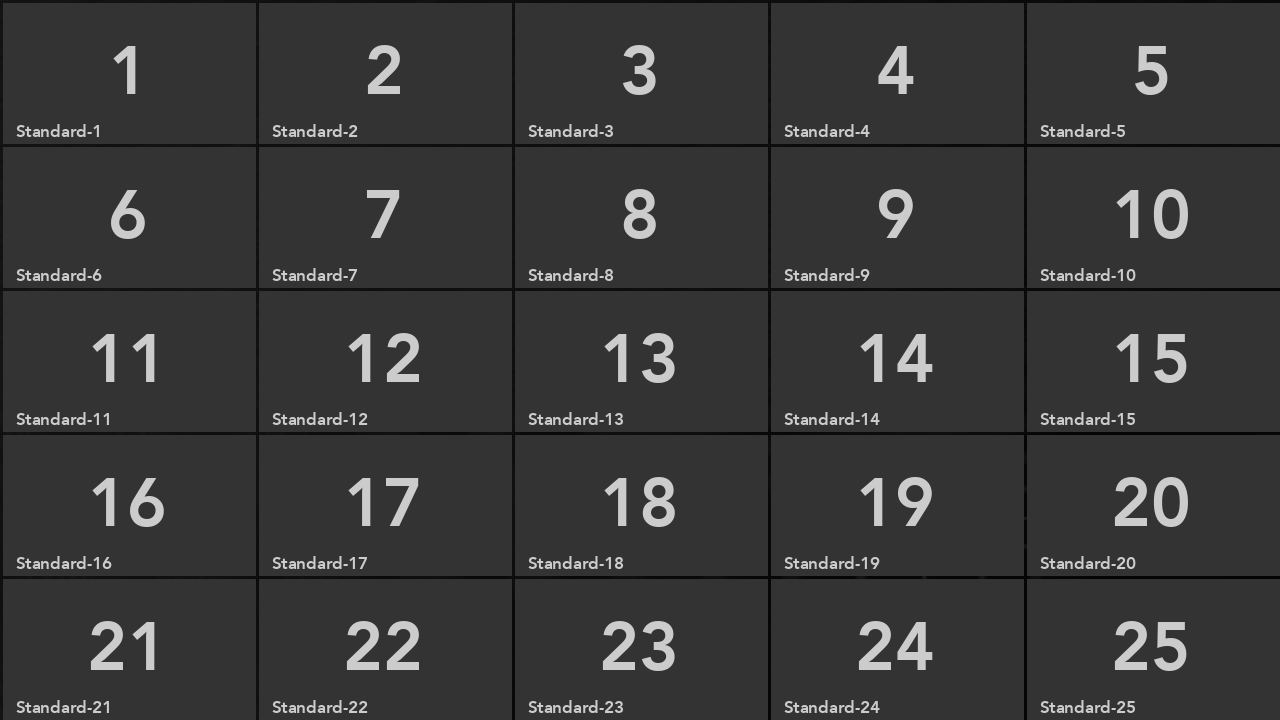 1 2 3 4 5
Standard-1 Standard-2 Standard-3 Standard-4 Standard-5
6 7 8 9 10
Standard-6 Standard-7 Standard-8 Standard-9 Standard-10
11 12 13 14 15
Standard-11 Standard-12 Standard-13 Standard-14 Standard-15
16 17 18 19 20
Standard-16 Standard-17 Standard-18 Standard-19 Standard-20
21 22 23 24 25
Standard-21 Standard-22 Standard-23 Standard-24 Standard-25